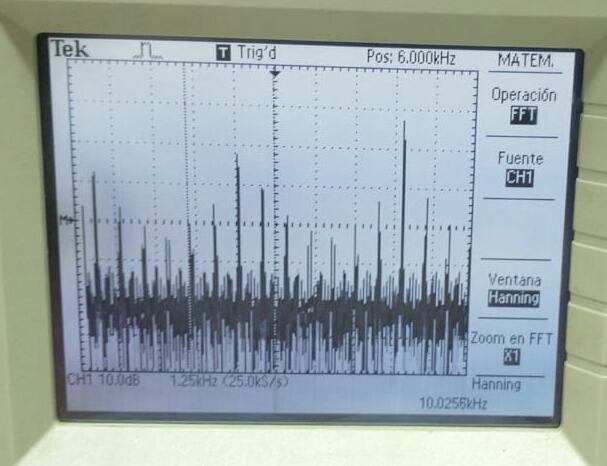 Tek T Trig'd Pos: 6.000kHz MATEM.
Operación
FFT
Fuente
CH1
M
Ventana
Hanning
Zoom en FFT
X1
CH1 10.0dB 1.25kHz (25.0kS/s) Hanning
10.0256kHz